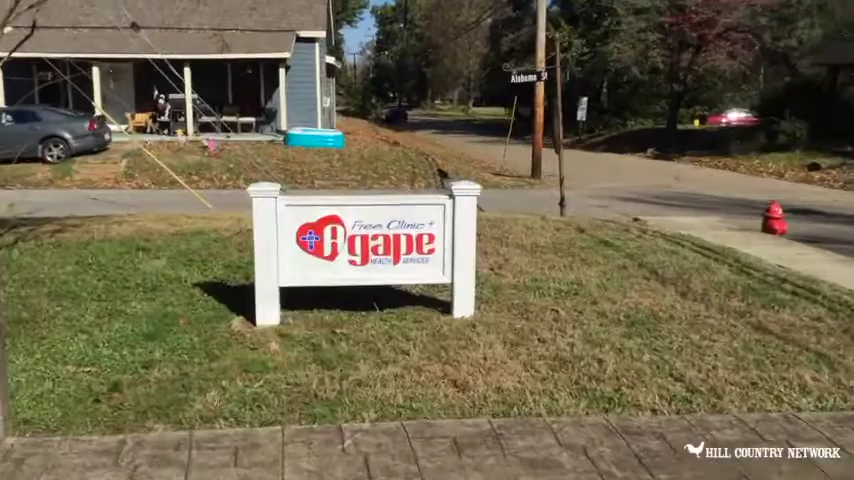 Alabama St
Free Clinic +
Agape
HEALTH SERVICES
HILL COUNTRY NETWORK